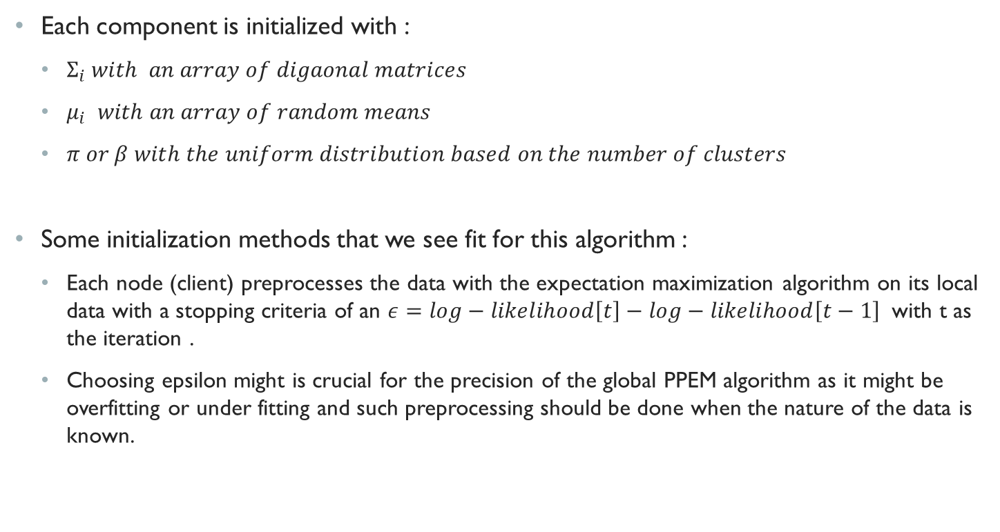 • Each component is initialized with :
• Σᵢ with an array of digaonal matrices
• μᵢ with an array of random means
• π or β with the uniform distribution based on the number of clusters
• Some initialization methods that we see fit for this algorithm :
• Each node (client) preprocesses the data with the expectation maximization algorithm on its local
data with a stopping criteria of an ϵ = log − likelihood[t] − log − likelihood[t − 1] with t as
the iteration .
• Choosing epsilon might is crucial for the precision of the global PPEM algorithm as it might be
overfitting or under fitting and such preprocessing should be done when the nature of the data is
known.